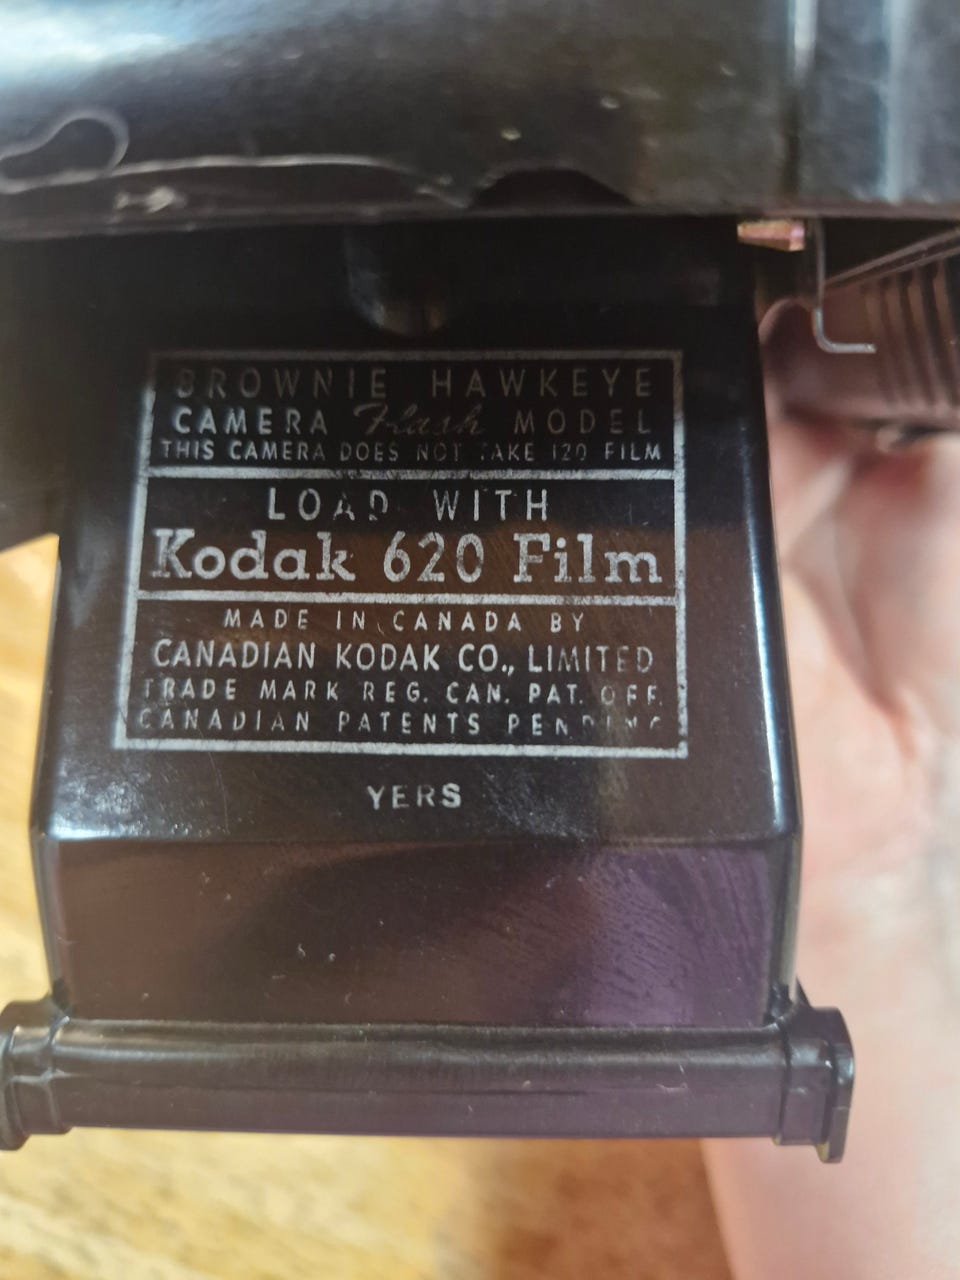 BROWNIE HAWKEYE
CAMERA Flash MODEL
THIS CAMERA DOES NOT TAKE 120 FILM
LOAD WITH
Kodak 620 Film
MADE IN CANADA BY
CANADIAN KODAK CO., LIMITED
TRADE MARK REG. CAN. PAT. OFF.
CANADIAN PATENTS PENDING
YERS